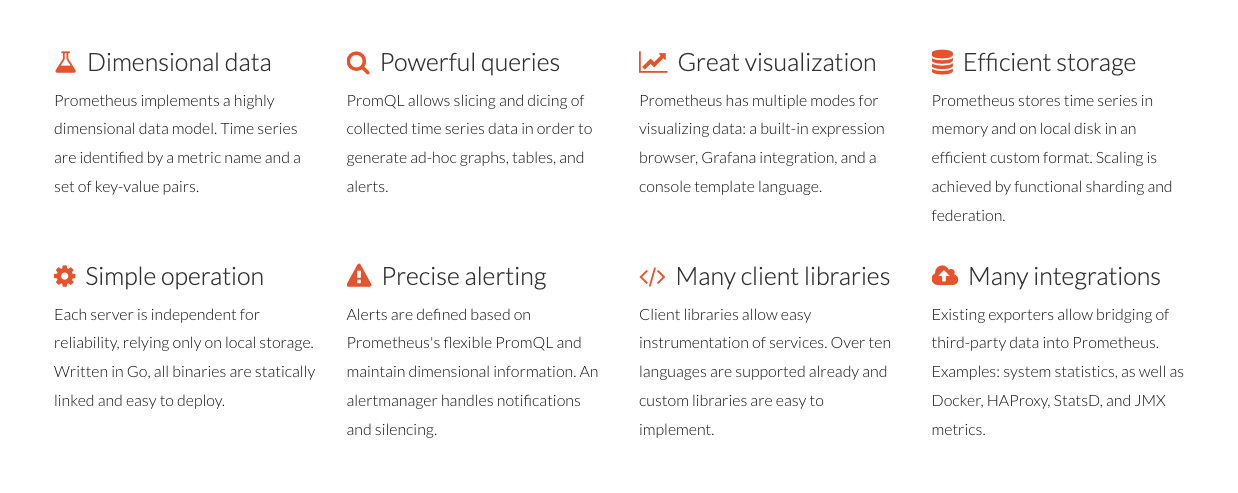 Dimensional data
Prometheus implements a highly
dimensional data model. Time series
are identified by a metric name and a
set of key-value pairs.
Powerful queries
PromQL allows slicing and dicing of
collected time series data in order to
generate ad-hoc graphs, tables, and
alerts.
Great visualization
Prometheus has multiple modes for
visualizing data: a built-in expression
browser, Grafana integration, and a
console template language.
Efficient storage
Prometheus stores time series in
memory and on local disk in an
efficient custom format. Scaling is
achieved by functional sharding and
federation.
Simple operation
Each server is independent for
reliability, relying only on local storage.
Written in Go, all binaries are statically
linked and easy to deploy.
Precise alerting
Alerts are defined based on
Prometheus's flexible PromQL and
maintain dimensional information. An
alertmanager handles notifications
and silencing.
Many client libraries
Client libraries allow easy
instrumentation of services. Over ten
languages are supported already and
custom libraries are easy to
implement.
Many integrations
Existing exporters allow bridging of
third-party data into Prometheus.
Examples: system statistics, as well as
Docker, HAProxy, StatsD, and JMX
metrics.